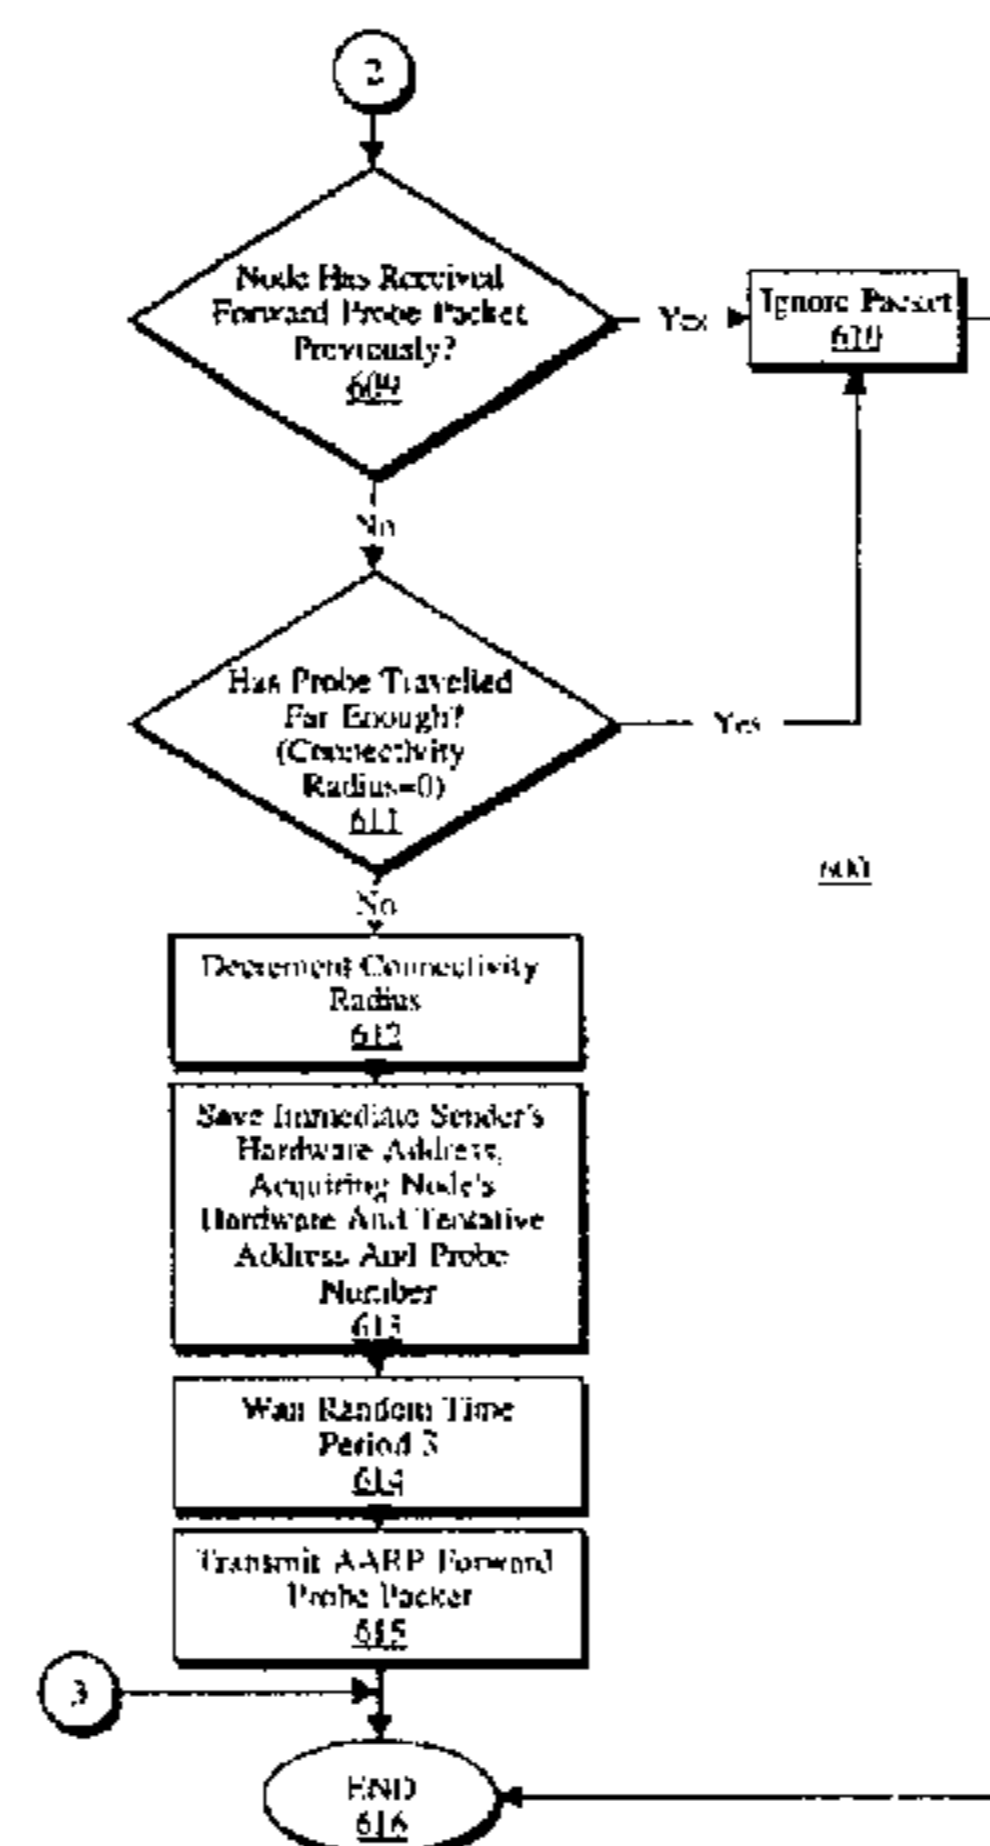 2
Node Has Received
Forward Probe Packet
Previously?
609
Yes
Ignore Packet
610
No
Has Probe Travelled
Far Enough?
(Connectivity
Radius=0)
611
Yes
600
No
Decrement Connectivity
Radius
612
Save Immediate Sender's
Hardware Address,
Acquiring Node's
Hardware And Tentative
Address And Probe
Number
613
Wait Random Time
Period 3
614
Transmit AARP Forward
Probe Packet
615
3
END
616